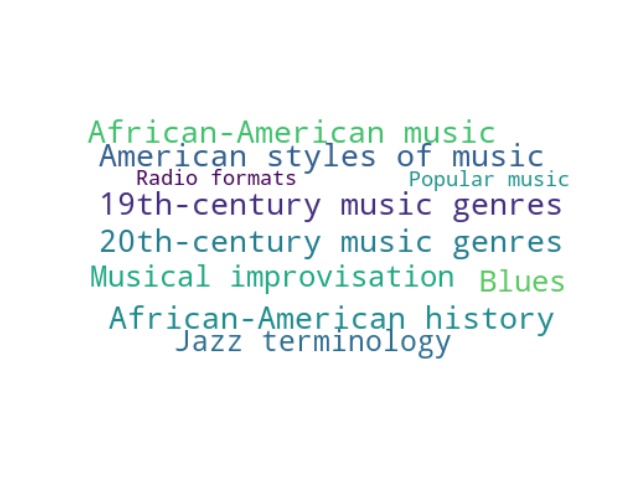 African-American music
American styles of music
Radio formats
Popular music
19th-century music genres
20th-century music genres
Musical improvisation
Blues
African-American history
Jazz terminology